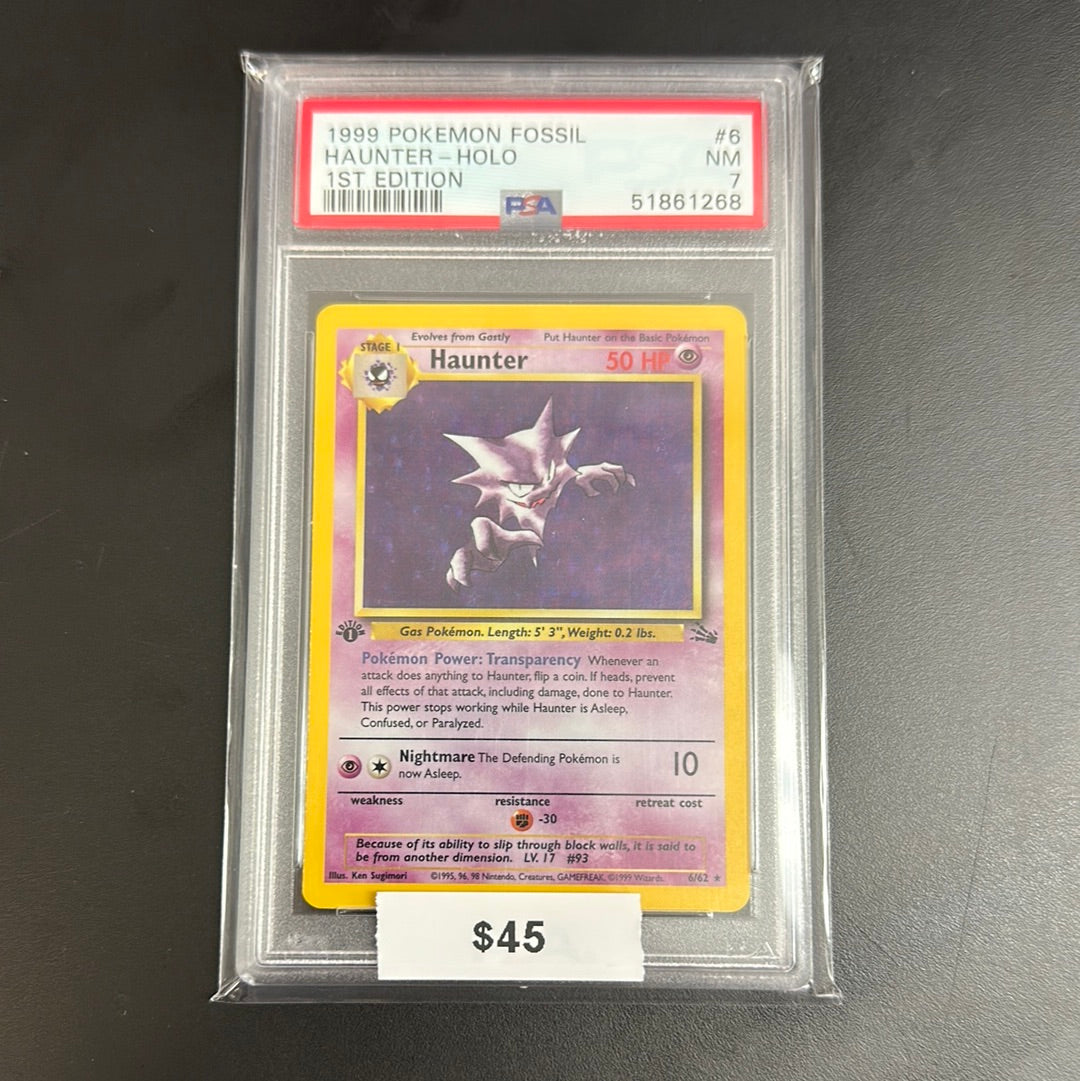 1999 POKEMON FOSSIL #6
HAUNTER - HOLO NM
1ST EDITION 7
PSA 51861268
Evolves from Gastly Put Haunter on the Basic Pokémon
STAGE 1
Haunter 50 HP
EDITION
1
Gas Pokémon. Length: 5' 3", Weight: 0.2 lbs.
Pokémon Power: Transparency Whenever an
attack does anything to Haunter, flip a coin. If heads, prevent
all effects of that attack, including damage, done to Haunter.
This power stops working while Haunter is Asleep,
Confused, or Paralyzed.
Nightmare The Defending Pokémon is
now Asleep. 10
weakness resistance retreat cost
-30
Because of its ability to slip through block walls, it is said to
be from another dimension. LV. 17 #93
Illus. Ken Sugimori ©1995, 96, 98 Nintendo, Creatures, GAMEFREAK, ©1999 Wizards. 6/62 ★
$45